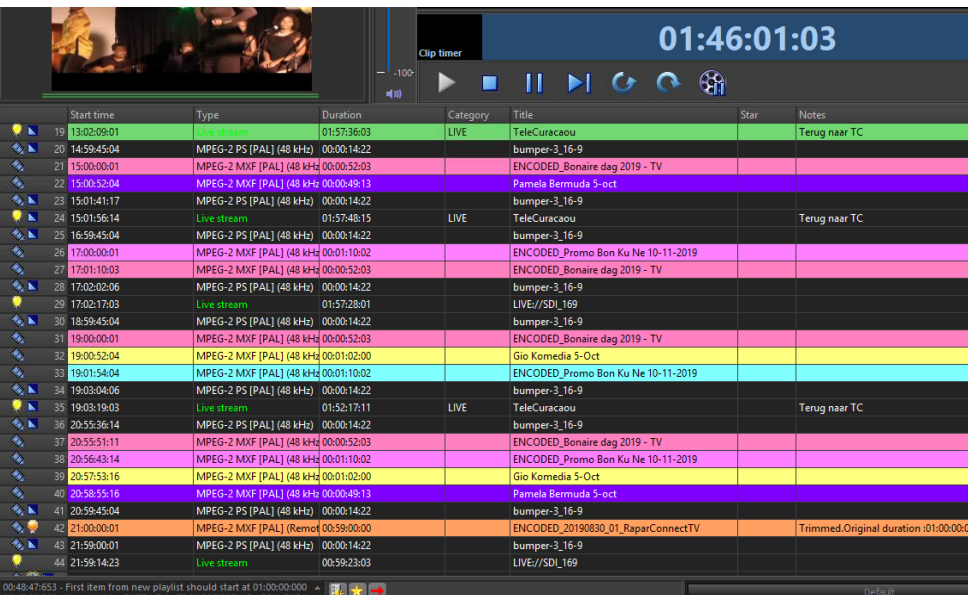 01:46:01:03
Clip timer
-100-
Start time Type Duration Category Title Star Notes
19 13:02:09:01 Live stream 01:57:36:03 LIVE TeleCuracaou Terug naar TC
20 14:59:45:04 MPEG-2 PS [PAL] (48 kHz) 00:00:14:22 bumper-3_16-9
21 15:00:00:01 MPEG-2 MXF [PAL] (48 kHz 00:00:52:03 ENCODED_Bonaire dag 2019 - TV
22 15:00:52:04 MPEG-2 MXF [PAL] (48 kHz 00:00:49:13 Pamela Bermuda 5-oct
23 15:01:41:17 MPEG-2 PS [PAL] (48 kHz) 00:00:14:22 bumper-3_16-9
24 15:01:56:14 Live stream 01:57:48:15 LIVE TeleCuracaou Terug naar TC
25 16:59:45:04 MPEG-2 PS [PAL] (48 kHz) 00:00:14:22 bumper-3_16-9
26 17:00:00:01 MPEG-2 MXF [PAL] (48 kHz 00:01:10:02 ENCODED_Promo Bon Ku Ne 10-11-2019
27 17:01:10:03 MPEG-2 MXF [PAL] (48 kHz 00:00:52:03 ENCODED_Bonaire dag 2019 - TV
28 17:02:02:06 MPEG-2 PS [PAL] (48 kHz) 00:00:14:22 bumper-3_16-9
29 17:02:17:03 Live stream 01:57:28:01 LIVE://SDI_169
30 18:59:45:04 MPEG-2 PS [PAL] (48 kHz) 00:00:14:22 bumper-3_16-9
31 19:00:00:01 MPEG-2 MXF [PAL] (48 kHz 00:00:52:03 ENCODED_Bonaire dag 2019 - TV
32 19:00:52:04 MPEG-2 MXF [PAL] (48 kHz 00:01:02:00 Gio Komedia 5-Oct
33 19:01:54:04 MPEG-2 MXF [PAL] (48 kHz 00:01:10:02 ENCODED_Promo Bon Ku Ne 10-11-2019
34 19:03:04:06 MPEG-2 PS [PAL] (48 kHz) 00:00:14:22 bumper-3_16-9
35 19:03:19:03 Live stream 01:52:17:11 LIVE TeleCuracaou Terug naar TC
36 20:55:36:14 MPEG-2 PS [PAL] (48 kHz) 00:00:14:22 bumper-3_16-9
37 20:55:51:11 MPEG-2 MXF [PAL] (48 kHz 00:00:52:03 ENCODED_Bonaire dag 2019 - TV
38 20:56:43:14 MPEG-2 MXF [PAL] (48 kHz 00:01:10:02 ENCODED_Promo Bon Ku Ne 10-11-2019
39 20:57:53:16 MPEG-2 MXF [PAL] (48 kHz 00:01:02:00 Gio Komedia 5-Oct
40 20:58:55:16 MPEG-2 MXF [PAL] (48 kHz 00:00:49:13 Pamela Bermuda 5-oct
41 20:59:45:04 MPEG-2 PS [PAL] (48 kHz) 00:00:14:22 bumper-3_16-9
42 21:00:00:01 MPEG-2 MXF [PAL] (Remot 00:59:00:00 ENCODED_20190830_01_RaparConnectTV Trimmed.Original duration :01:00:00:0
43 21:59:00:01 MPEG-2 PS [PAL] (48 kHz) 00:00:14:22 bumper-3_16-9
44 21:59:14:23 Live stream 00:59:23:03 LIVE://SDI_169
00:48:47:653 - First item from new playlist should start at 01:00:00:000
Default